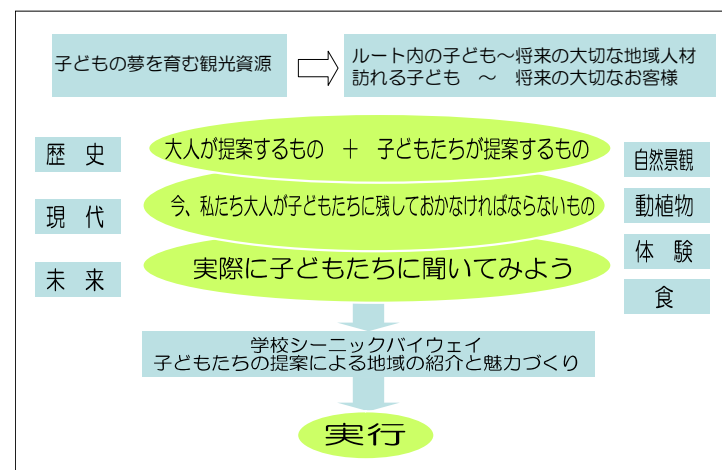 子どもの夢を育む観光資源
ルート内の子ども～将来の大切な地域人材
訪れる子ども　～　将来の大切なお客様
歴　史
現　代
未　来
大人が提案するもの　＋　子どもたちが提案するもの
今、私たち大人が子どもたちに残しておかなければならないもの
実際に子どもたちに聞いてみよう
自然景観
動植物
体　験
食
学校シーニックバイウェイ
子どもたちの提案による地域の紹介と魅力づくり
実行